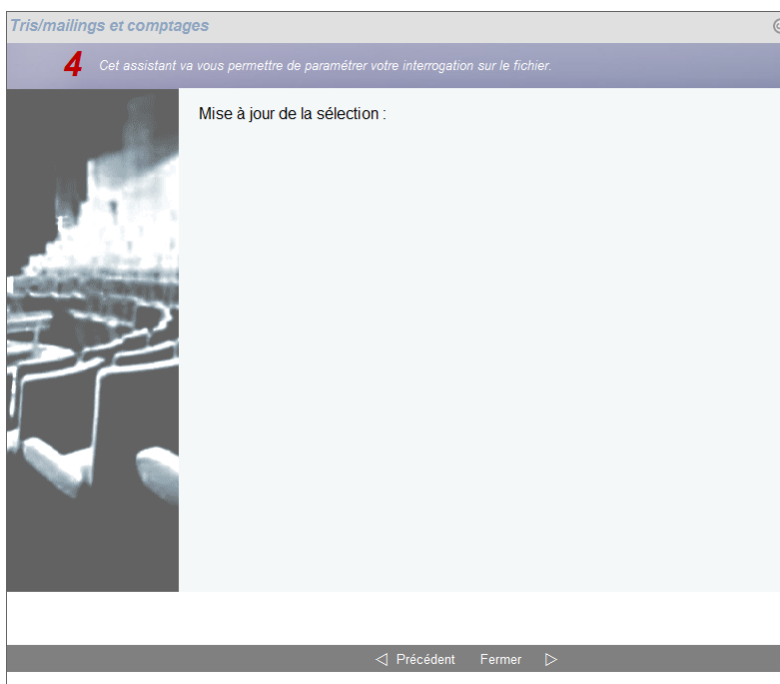 Tris/mailings et comptages
4 Cet assistant va vous permettre de paramétrer votre interrogation sur le fichier.
Mise à jour de la sélection :
Précédent Fermer